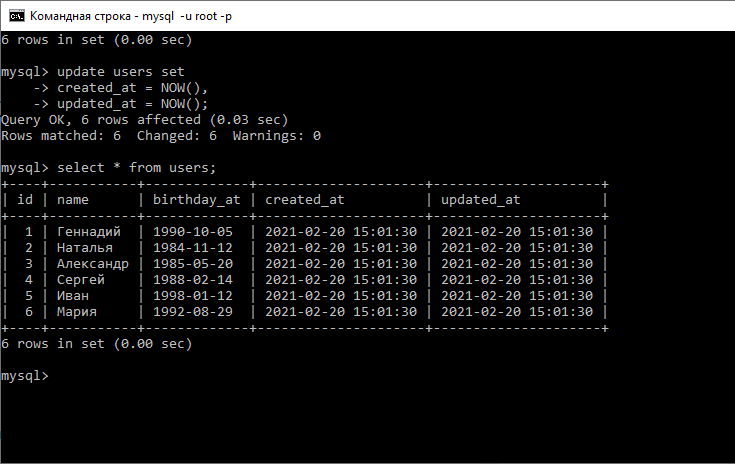 Командная строка - mysql -u root -p
6 rows in set (0.00 sec)
mysql> update users set
    -> created_at = NOW(),
    -> updated_at = NOW();
Query OK, 6 rows affected (0.03 sec)
Rows matched: 6  Changed: 6  Warnings: 0
mysql> select * from users;
+----+-----------+-------------+---------------------+---------------------+
| id | name      | birthday_at | created_at          | updated_at          |
+----+-----------+-------------+---------------------+---------------------+
|  1 | Геннадий  | 1990-10-05  | 2021-02-20 15:01:30 | 2021-02-20 15:01:30 |
|  2 | Наталья   | 1984-11-12  | 2021-02-20 15:01:30 | 2021-02-20 15:01:30 |
|  3 | Александр | 1985-05-20  | 2021-02-20 15:01:30 | 2021-02-20 15:01:30 |
|  4 | Сергей    | 1988-02-14  | 2021-02-20 15:01:30 | 2021-02-20 15:01:30 |
|  5 | Иван      | 1998-01-12  | 2021-02-20 15:01:30 | 2021-02-20 15:01:30 |
|  6 | Мария     | 1992-08-29  | 2021-02-20 15:01:30 | 2021-02-20 15:01:30 |
+----+-----------+-------------+---------------------+---------------------+
6 rows in set (0.00 sec)
mysql>